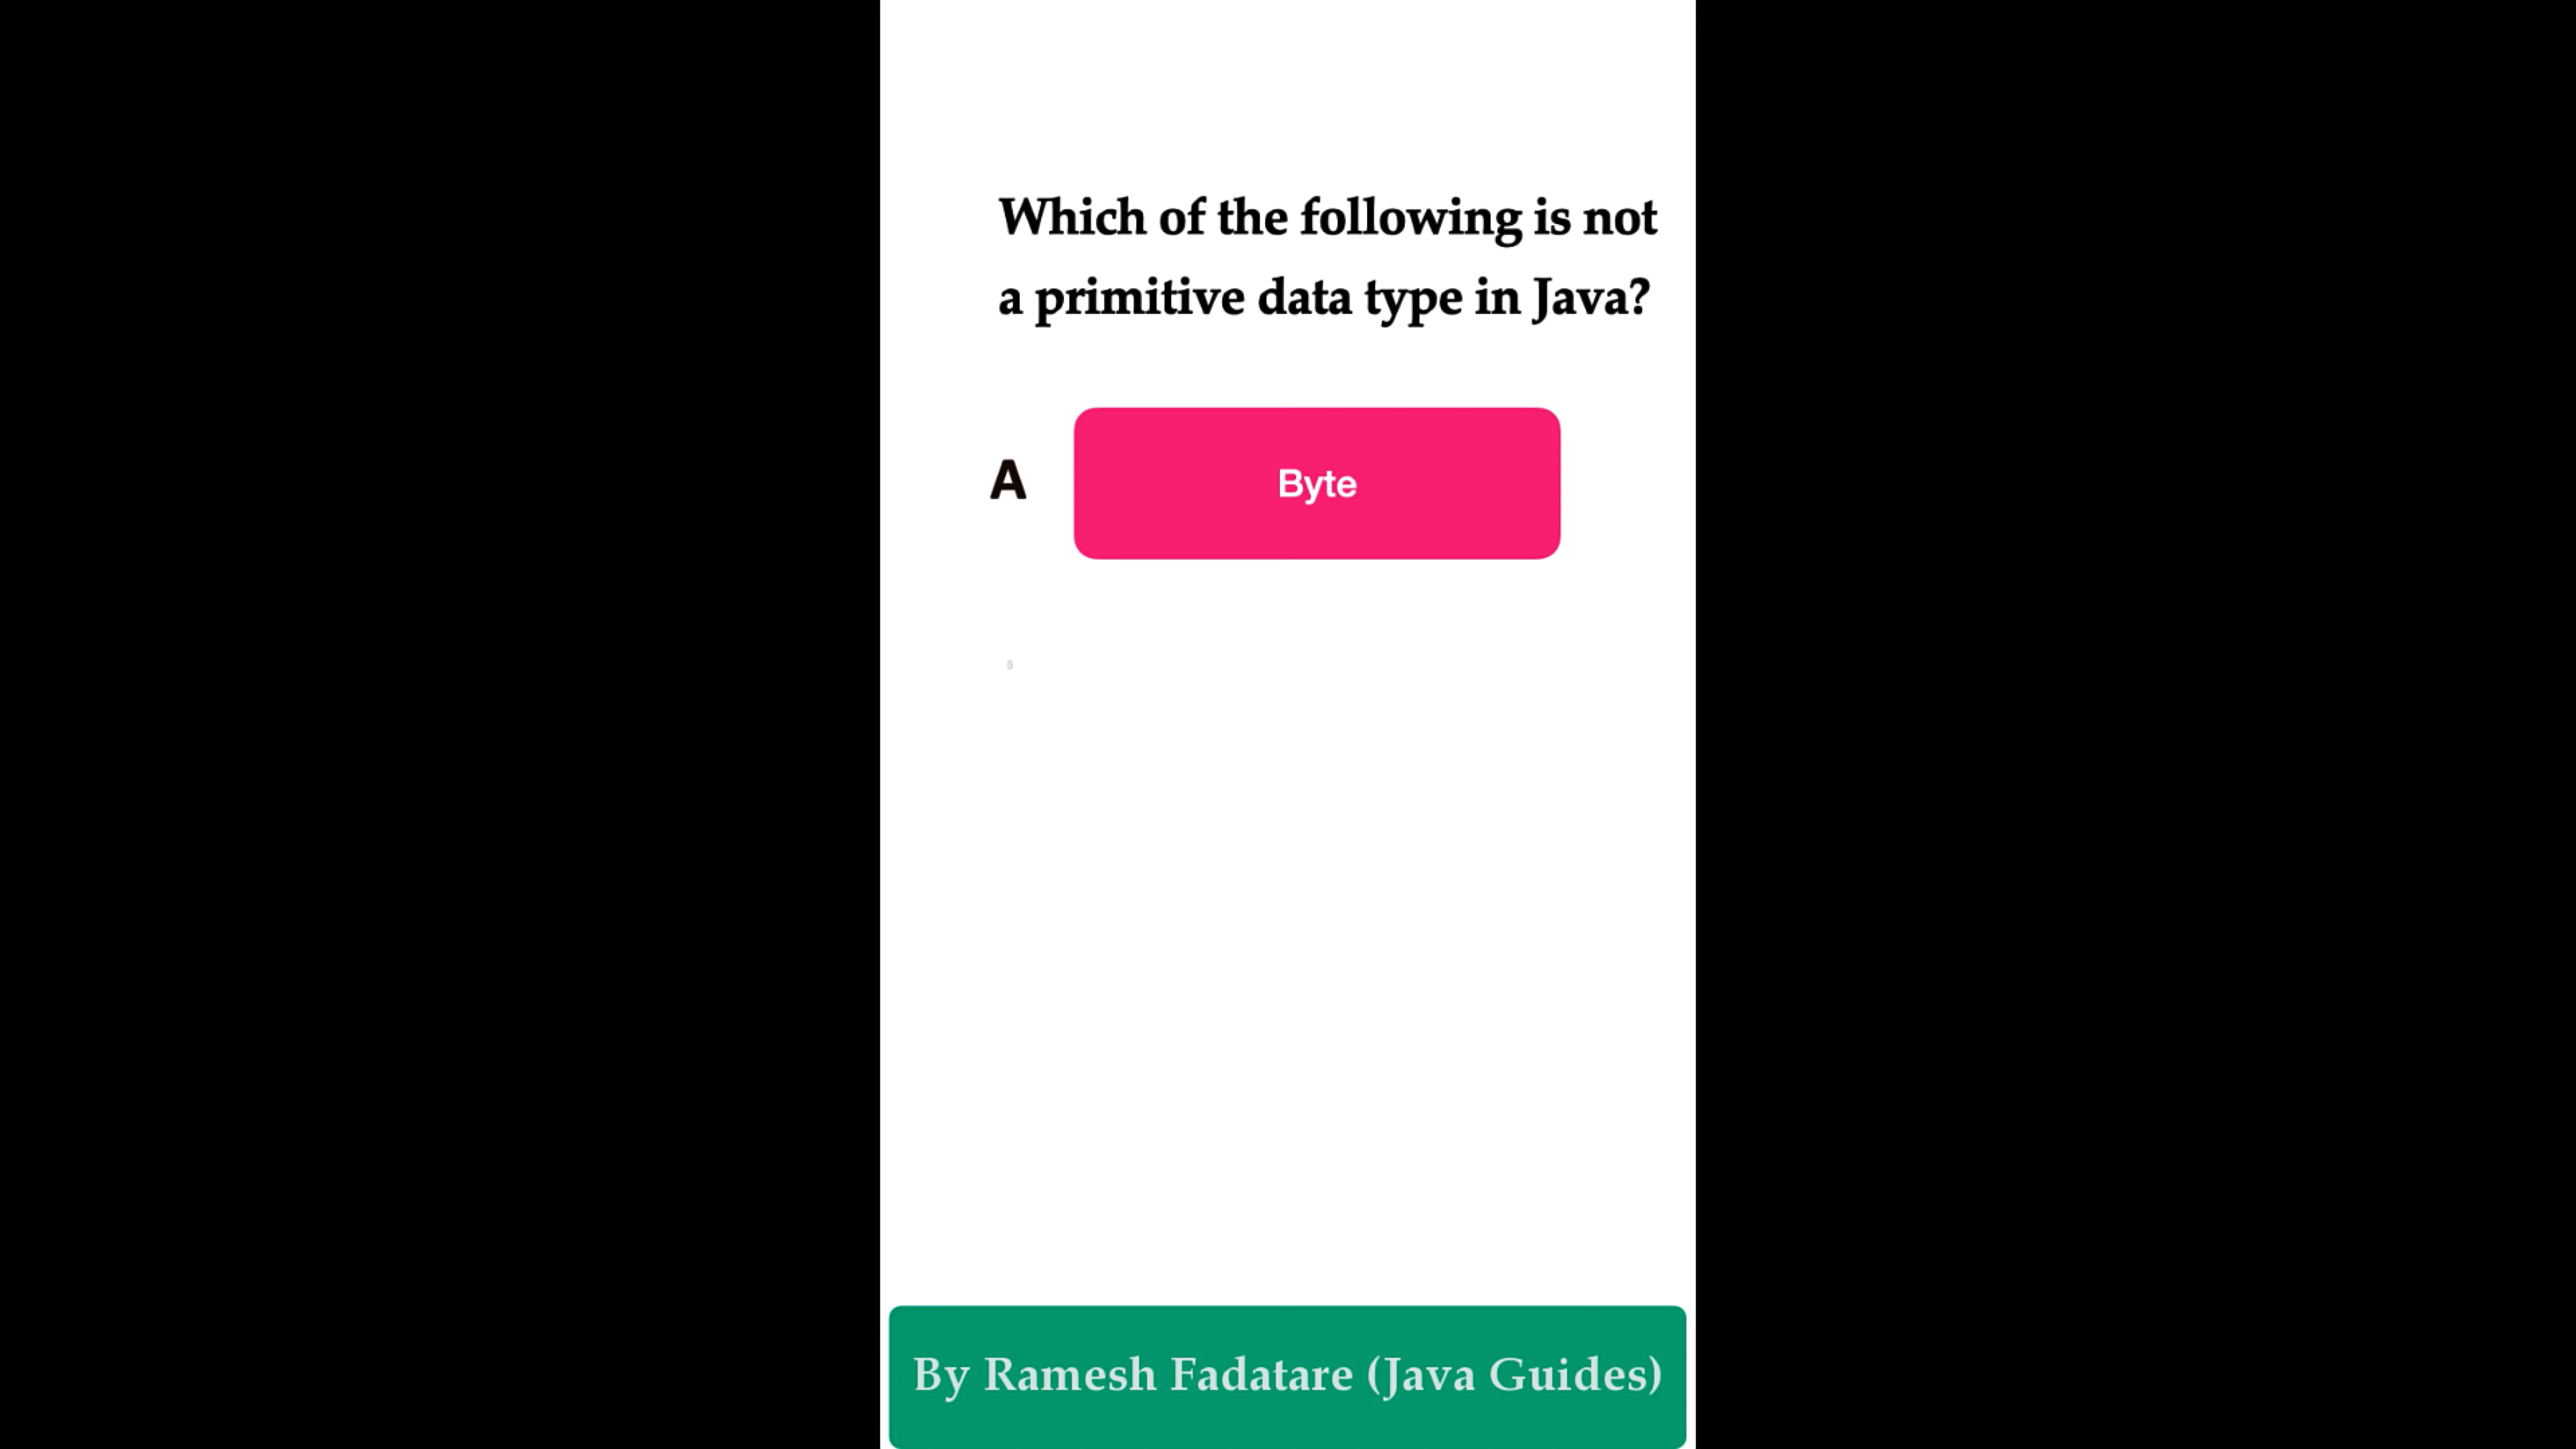 Which of the following is not
a primitive data type in Java?
A
Byte
By Ramesh Fadatare (Java Guides)